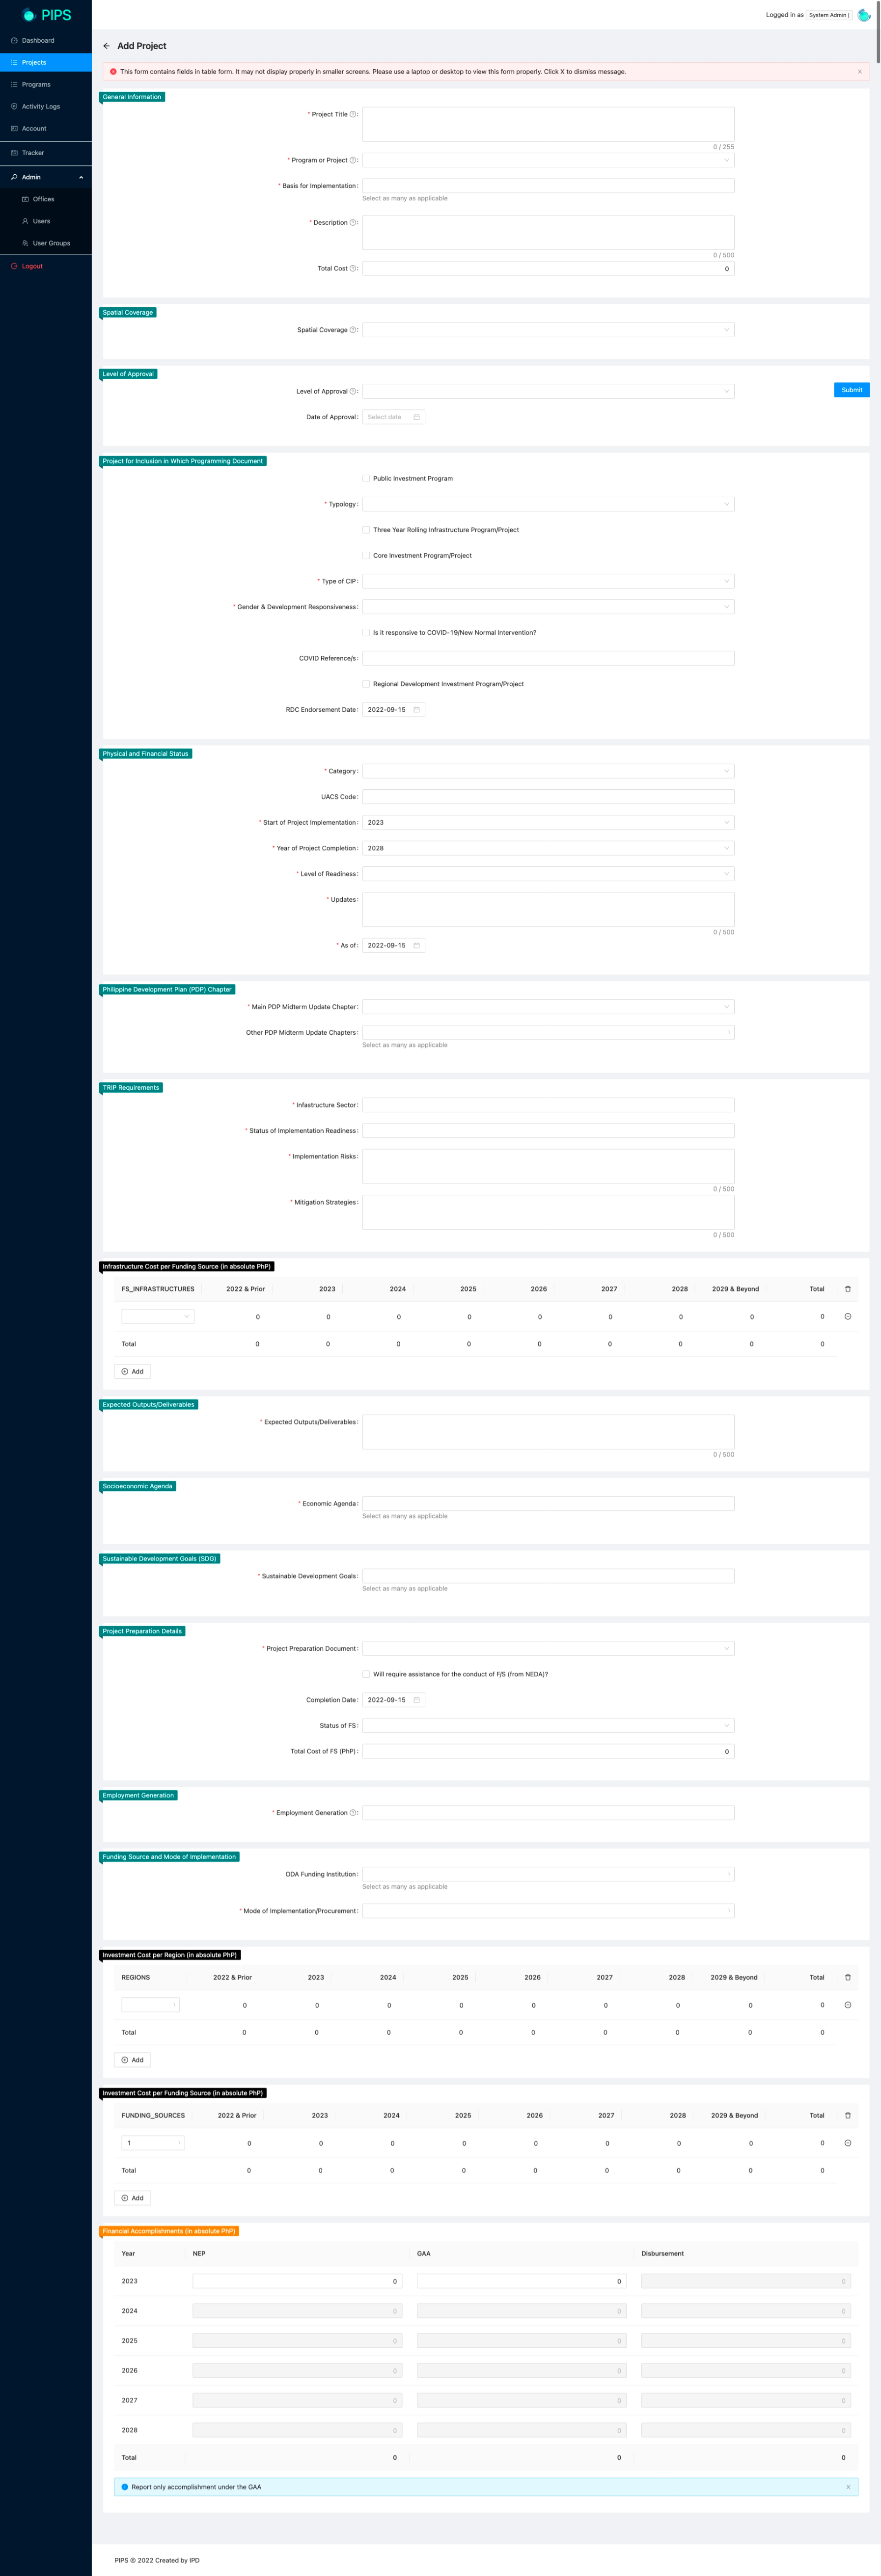 PIPS
Logged in as System Admin |
Dashboard
Projects
Programs
Activity Logs
Account
Tracker
Admin
Offices
Users
User Groups
Logout
Add Project
This form contains fields in table form. It may not display properly in smaller screens. Please use a laptop or desktop to view this form properly. Click X to dismiss message.
General Information
* Project Title :
0 / 255
* Program or Project :
* Basis for Implementation :
Select as many as applicable
* Description :
0 / 500
Total Cost : 0
Spatial Coverage
Spatial Coverage :
Level of Approval
Level of Approval :
Submit
Date of Approval : Select date
Project for Inclusion in Which Programming Document
Public Investment Program
* Typology :
Three Year Rolling Infrastructure Program/Project
Core Investment Program/Project
* Type of CIP :
* Gender & Development Responsiveness :
Is it responsive to COVID-19/New Normal Intervention?
COVID Reference/s :
Regional Development Investment Program/Project
RDC Endorsement Date : 2022-09-15
Physical and Financial Status
* Category :
UACS Code :
* Start of Project Implementation : 2023
* Year of Project Completion : 2028
* Level of Readiness :
* Updates :
0 / 500
* As of : 2022-09-15
Philippine Development Plan (PDP) Chapter
* Main PDP Midterm Update Chapter :
Other PDP Midterm Update Chapters :
Select as many as applicable
TRIP Requirements
* Infastructure Sector :
* Status of Implementation Readiness :
* Implementation Risks :
0 / 500
* Mitigation Strategies :
0 / 500
Infrastructure Cost per Funding Source (in absolute PhP)
FS_INFRASTRUCTURES 2022 & Prior 2023 2024 2025 2026 2027 2028 2029 & Beyond Total
0 0 0 0 0 0 0 0 0
Total 0 0 0 0 0 0 0 0 0
Add
Expected Outputs/Deliverables
* Expected Outputs/Deliverables :
0 / 500
Socioeconomic Agenda
* Economic Agenda :
Select as many as applicable
Sustainable Development Goals (SDG)
* Sustainable Development Goals :
Select as many as applicable
Project Preparation Details
* Project Preparation Document :
Will require assistance for the conduct of F/S (from NEDA)?
Completion Date : 2022-09-15
Status of FS :
Total Cost of FS (PhP) : 0
Employment Generation
* Employment Generation :
Funding Source and Mode of Implementation
ODA Funding Institution :
Select as many as applicable
* Mode of Implementation/Procurement :
Investment Cost per Region (in absolute PhP)
REGIONS 2022 & Prior 2023 2024 2025 2026 2027 2028 2029 & Beyond Total
0 0 0 0 0 0 0 0 0
Total 0 0 0 0 0 0 0 0 0
Add
Investment Cost per Funding Source (in absolute PhP)
FUNDING_SOURCES 2022 & Prior 2023 2024 2025 2026 2027 2028 2029 & Beyond Total
1 0 0 0 0 0 0 0 0 0
Total 0 0 0 0 0 0 0 0 0
Add
Financial Accomplishments (in absolute PhP)
Year NEP GAA Disbursement
2023 0 0 0
2024 0 0 0
2025 0 0 0
2026 0 0 0
2027 0 0 0
2028 0 0 0
Total 0 0 0
Report only accomplishment under the GAA
PIPS © 2022 Created by IPD